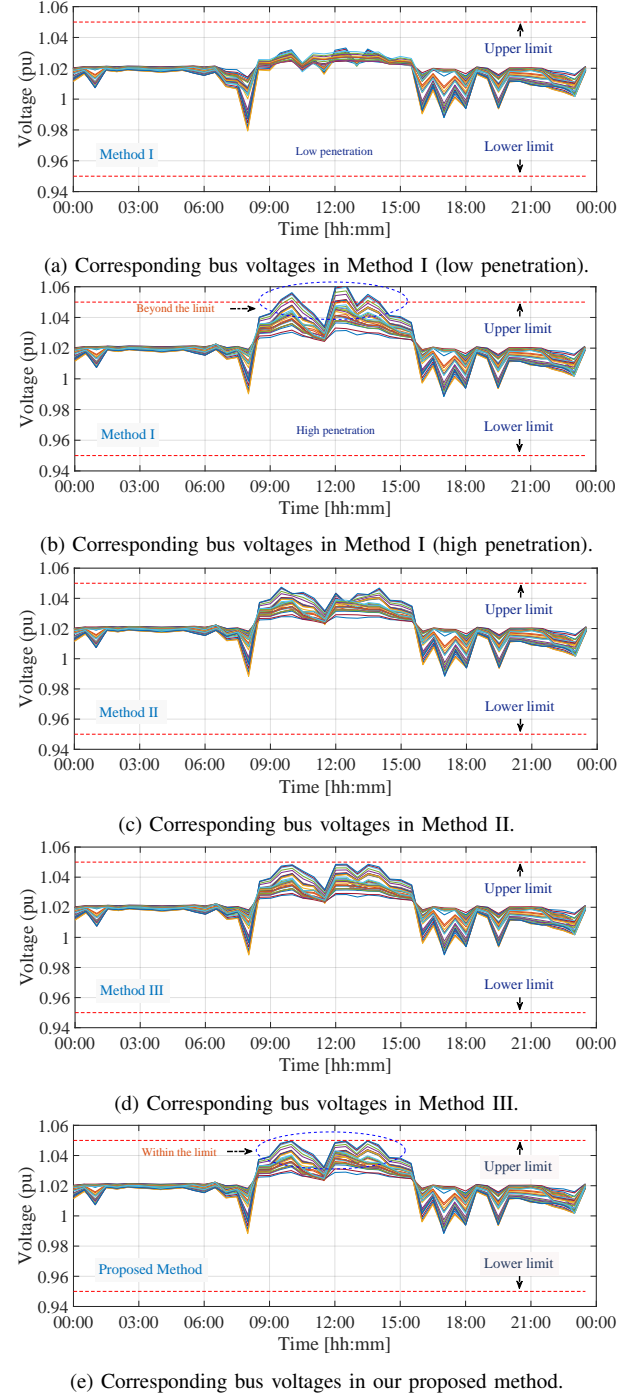 1.04
1.02
1
0.98
0.96
0.94
Voltage (pu)
Upper limit
Lower limit
Method I
Low penetration
00:00 03:00 06:00 09:00 12:00 15:00 18:00 21:00 00:00
Time [hh:mm]
(a) Corresponding bus voltages in Method I (low penetration).
1.06
1.04
1.02
1
0.98
0.96
0.94
Voltage (pu)
Beyond the limit
Upper limit
Lower limit
Method I
High penetration
00:00 03:00 06:00 09:00 12:00 15:00 18:00 21:00 00:00
Time [hh:mm]
(b) Corresponding bus voltages in Method I (high penetration).
1.06
1.04
1.02
1
0.98
0.96
0.94
Voltage (pu)
Upper limit
Lower limit
Method II
00:00 03:00 06:00 09:00 12:00 15:00 18:00 21:00 00:00
Time [hh:mm]
(c) Corresponding bus voltages in Method II.
1.06
1.04
1.02
1
0.98
0.96
0.94
Voltage (pu)
Upper limit
Lower limit
Method III
00:00 03:00 06:00 09:00 12:00 15:00 18:00 21:00 00:00
Time [hh:mm]
(d) Corresponding bus voltages in Method III.
1.06
1.04
1.02
1
0.98
0.96
0.94
Voltage (pu)
Within the limit
Upper limit
Lower limit
Proposed Method
00:00 03:00 06:00 09:00 12:00 15:00 18:00 21:00 00:00
Time [hh:mm]
(e) Corresponding bus voltages in our proposed method.